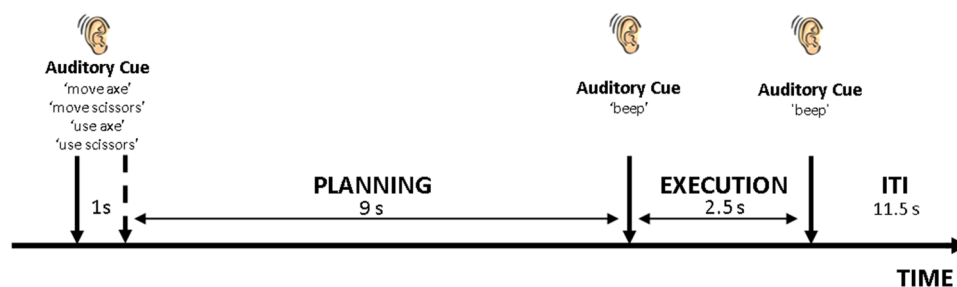 Auditory Cue
'move axe'
'move scissors'
'use axe'
'use scissors'
Auditory Cue
'beep'
Auditory Cue
'beep'
1s
PLANNING
9 s
EXECUTION
2.5 s
ITI
11.5 s
TIME